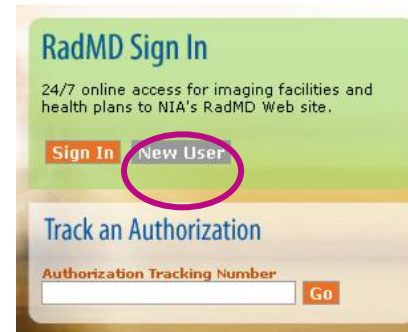 RadMD Sign In
24/7 online access for imaging facilities and
health plans to NIA's RadMD Web site.
Sign In New User
Track an Authorization
Authorization Tracking Number
Go